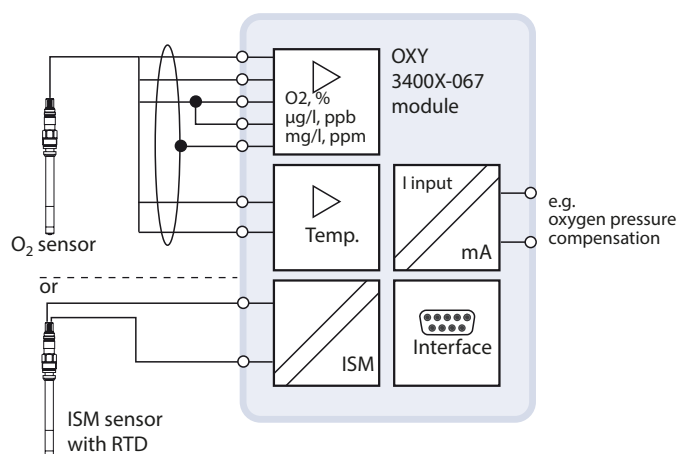 OXY
3400X-067
module
O2, %
µg/l, ppb
mg/l, ppm
I input
mA
e.g.
oxygen pressure
compensation
Temp.
O₂ sensor
or
ISM
Interface
ISM sensor
with RTD